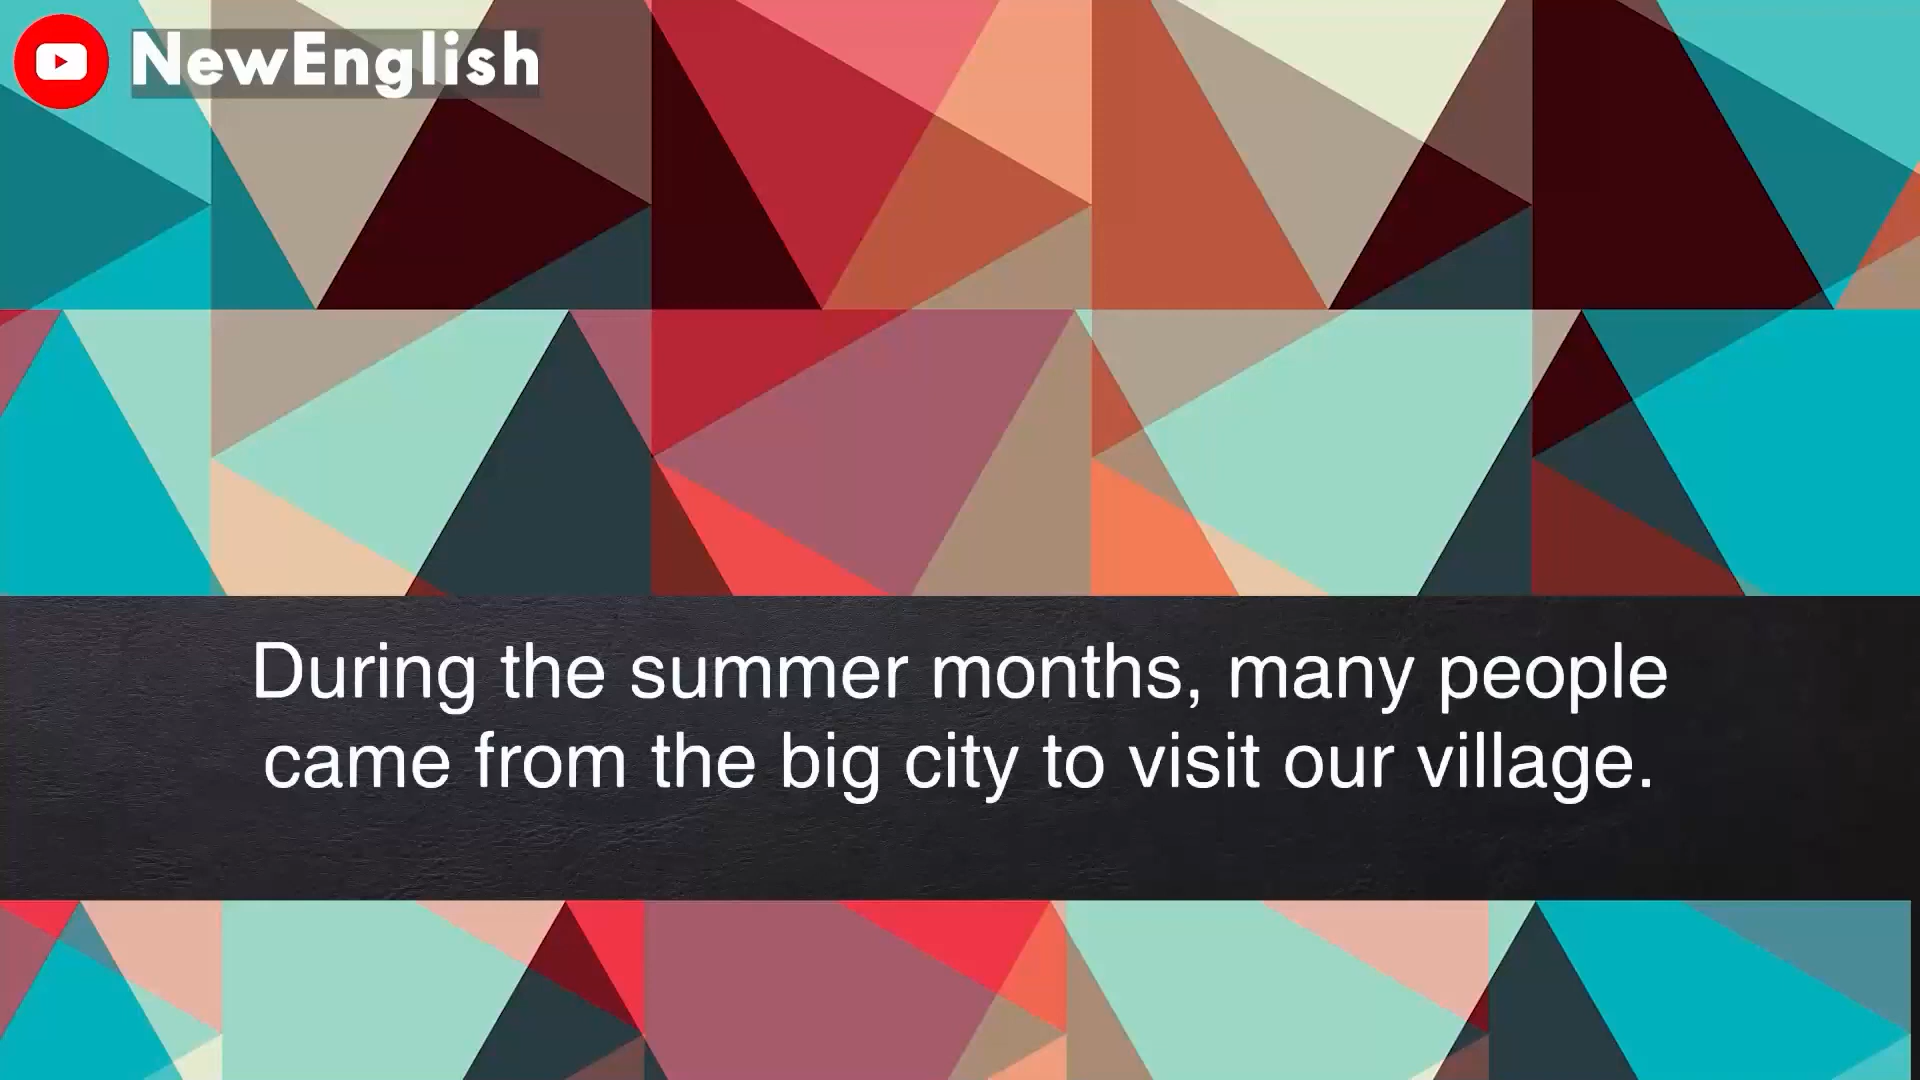 NewEnglish
During the summer months, many people
came from the big city to visit our village.